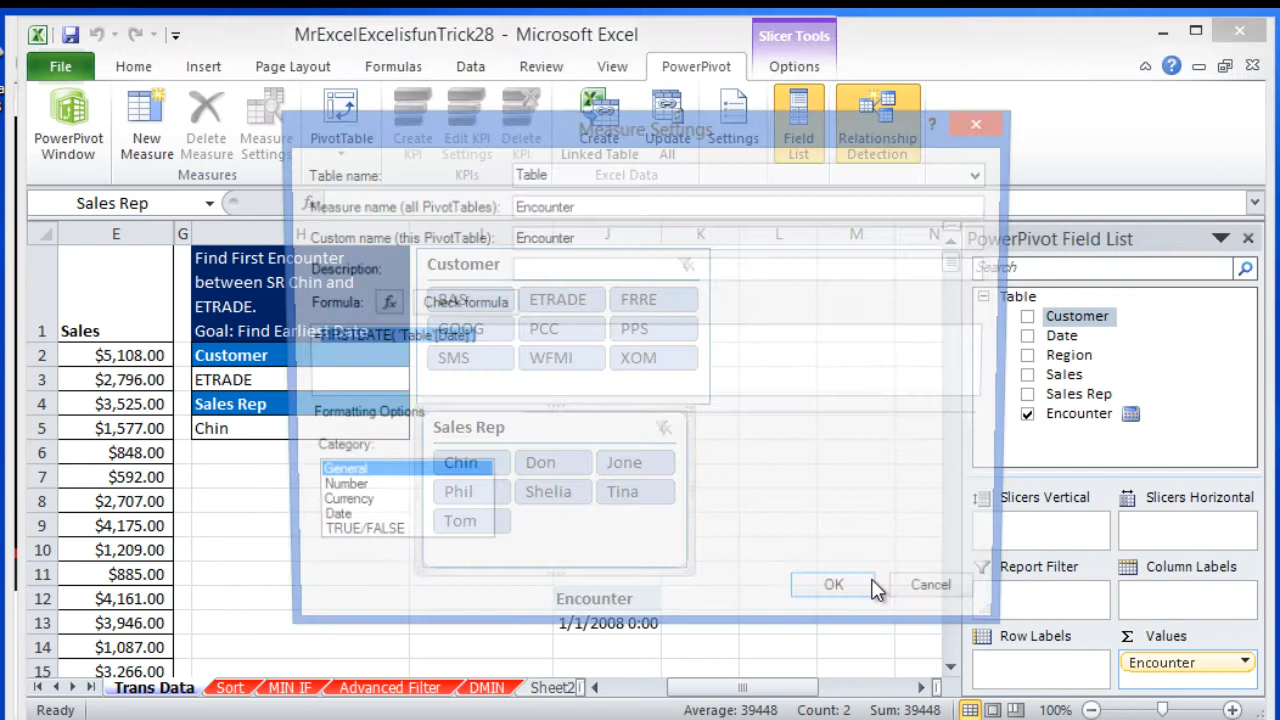 MrExcelExcelisfunTrick28 - Microsoft Excel
Slicer Tools
File
Home
Insert
Page Layout
Formulas
Data
Review
View
PowerPivot
Options
PowerPivot Window
New Measure
Delete Measure
Measure Settings
Measures
PivotTable
Create KPI
Edit KPI Settings
Delete KPI
KPIs
Create Linked Table
Update All
Excel Data
Settings
Field List
Relationship Detection
Measure Settings
Table name:
Table
Measure name (all PivotTables):
Encounter
Custom name (this PivotTable):
Encounter
Description:
Formula:
fx
Check formula
=FIRSTDATE( 'Table'[Date] )
Formatting Options
Category:
General
Number
Currency
Date
TRUE/FALSE
OK
Cancel
Sales Rep
E
G
H
J
K
L
M
N
Find First Encounter
between SR Chin and
ETRADE.
Goal: Find Earliest Date
1
Sales
2
$5,108.00
Customer
3
$2,796.00
ETRADE
4
$3,525.00
Sales Rep
5
$1,577.00
Chin
6
$848.00
7
$592.00
8
$2,707.00
9
$4,175.00
10
$1,209.00
11
$885.00
12
$4,161.00
13
$3,946.00
14
$1,087.00
15
$3,266.00
Customer
BAS
ETRADE
FRRE
GOOG
PCC
PPS
SMS
WFMI
XOM
Sales Rep
Chin
Don
Jone
Phil
Shelia
Tina
Tom
Encounter
1/1/2008 0:00
PowerPivot Field List
Search
Table
Customer
Date
Region
Sales
Sales Rep
Encounter
Slicers Vertical
Slicers Horizontal
Report Filter
Column Labels
Row Labels
Σ Values
Encounter
Trans Data
Sort
MIN IF
Advanced Filter
DMIN
Sheet2
Ready
Average: 39448
Count: 2
Sum: 39448
100%